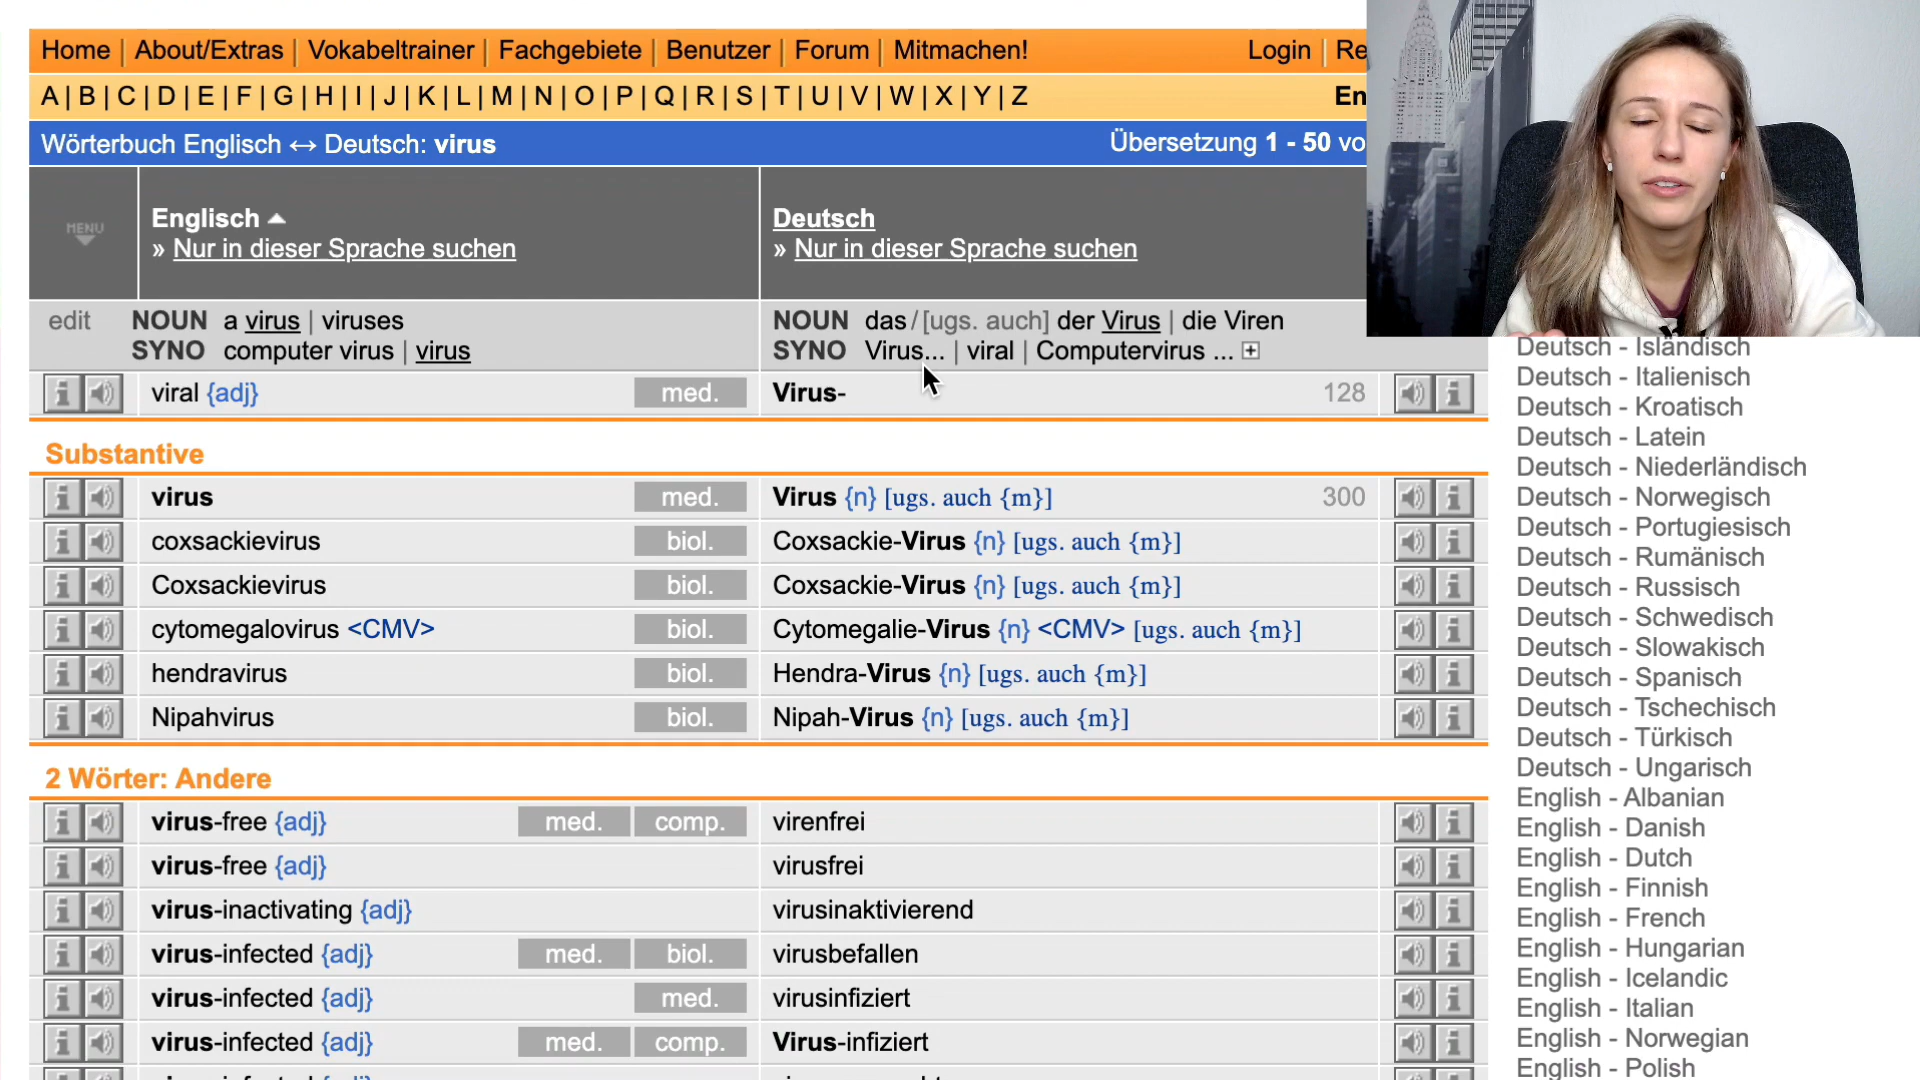 Home | About/Extras | Vokabeltrainer | Fachgebiete | Benutzer | Forum | Mitmachen! Login |
A|B|C|D|E|F|G|H|I|J|K|L|M|N|O|P|Q|R|S|T|U|V|W|X|Y|Z
Wörterbuch Englisch ↔ Deutsch: virus Übersetzung 1 - 50
MENU
Englisch Deutsch
» Nur in dieser Sprache suchen » Nur in dieser Sprache suchen
edit NOUN a virus | viruses NOUN das/[ugs. auch] der Virus | die Viren
SYNO computer virus | virus SYNO Virus... | viral | Computervirus ...
viral {adj} med. Virus- 128
Substantive
virus med. Virus {n} [ugs. auch {m}] 300
coxsackievirus biol. Coxsackie-Virus {n} [ugs. auch {m}]
Coxsackievirus biol. Coxsackie-Virus {n} [ugs. auch {m}]
cytomegalovirus <CMV> biol. Cytomegalie-Virus {n} <CMV> [ugs. auch {m}]
hendravirus biol. Hendra-Virus {n} [ugs. auch {m}]
Nipahvirus biol. Nipah-Virus {n} [ugs. auch {m}]
2 Wörter: Andere
virus-free {adj} med. comp. virenfrei
virus-free {adj} virusfrei
virus-inactivating {adj} virusinaktivierend
virus-infected {adj} med. biol. virusbefallen
virus-infected {adj} med. virusinfiziert
virus-infected {adj} med. comp. Virus-infiziert
Deutsch - Isländisch
Deutsch - Italienisch
Deutsch - Kroatisch
Deutsch - Latein
Deutsch - Niederländisch
Deutsch - Norwegisch
Deutsch - Portugiesisch
Deutsch - Rumänisch
Deutsch - Russisch
Deutsch - Schwedisch
Deutsch - Slowakisch
Deutsch - Spanisch
Deutsch - Tschechisch
Deutsch - Türkisch
Deutsch - Ungarisch
English - Albanian
English - Danish
English - Dutch
English - Finnish
English - French
English - Hungarian
English - Icelandic
English - Italian
English - Norwegian
English - Polish